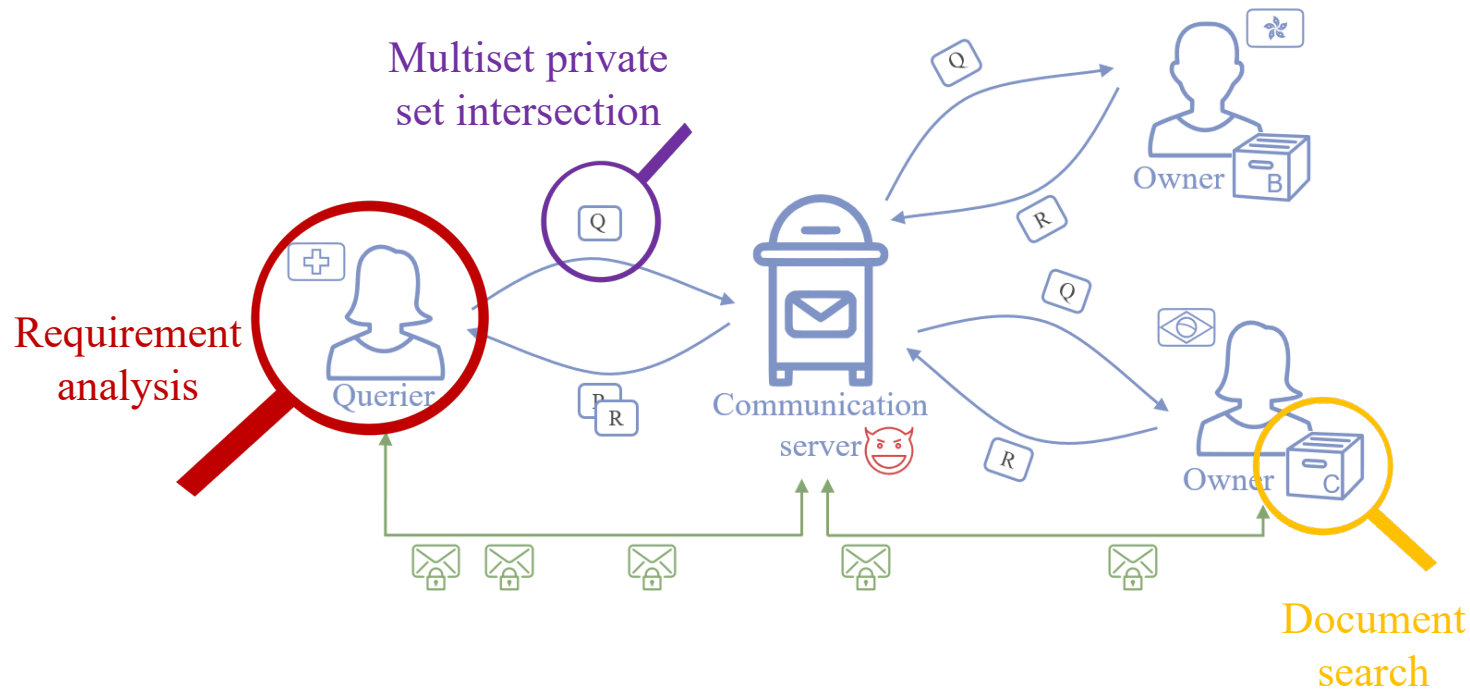 Multiset private
set intersection
Q
B
Owner
R
Q
Requirement
analysis
Querier
R
R
Q
Communication
server
R
Owner
C
Document
search